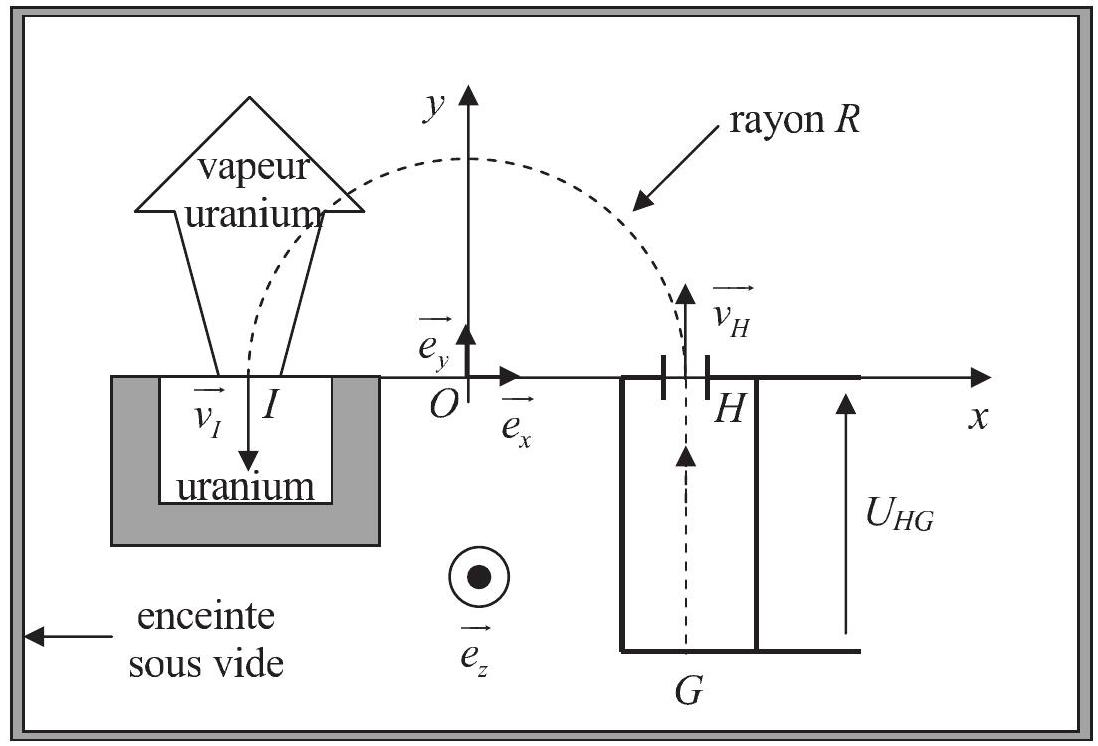 y
rayon R
vapeur
uranium
v_H
e_y
v_I
I
O
e_x
H
x
uranium
U_HG
enceinte
sous vide
e_z
G